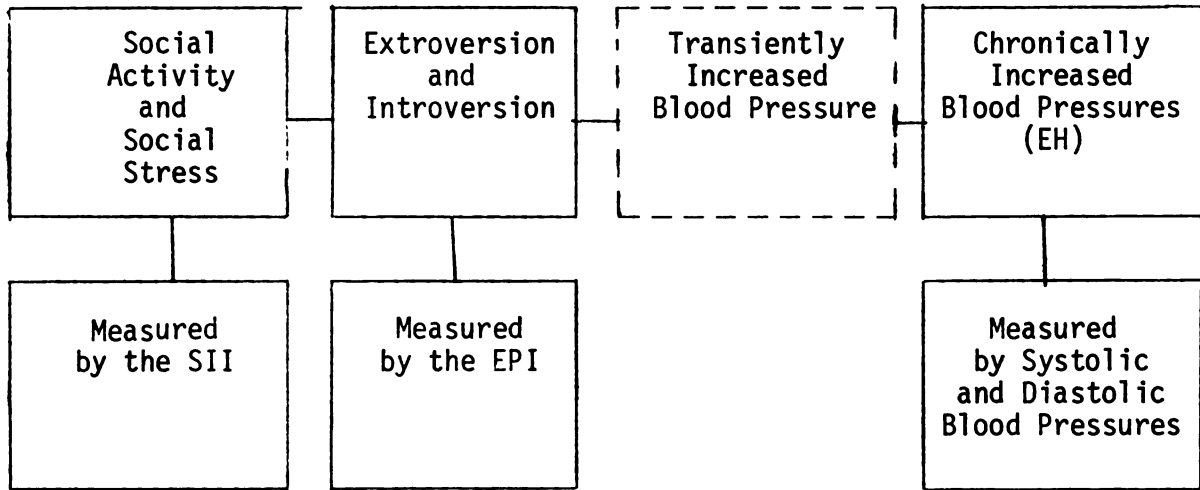 Social
Activity
and
Social
Stress
Extroversion
and
Introversion
Transiently
Increased
Blood Pressure
Chronically
Increased
Blood Pressures
(EH)
Measured
by the SII
Measured
by the EPI
Measured
by Systolic
and Diastolic
Blood Pressures